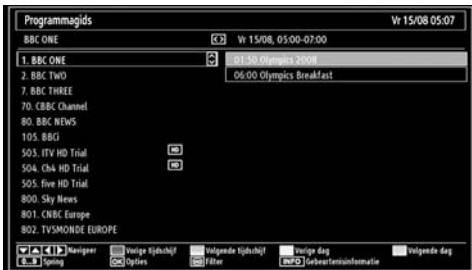 Programmagids Vr 15/08 05:07
BBC ONE Vr 15/08, 05:00-07:00
1. BBC ONE 01:50 Olympics 2008
2. BBC TWO 06:00 Olympics Breakfast
7. BBC THREE
70. CBBC Channel
80. BBC NEWS
105. BBCi
503. ITV HD Trial HD
504. Ch4 HD Trial HD
505. five HD Trial
800. Sky News
801. CNBC Europe
802. TV5MONDE EUROPE
Navigeer Vorige tijdschijf Volgende tijdschijf Vorige dag Volgende dag
0...9 Spring OK Opties Filter INFO Gebeurtenisinformatie